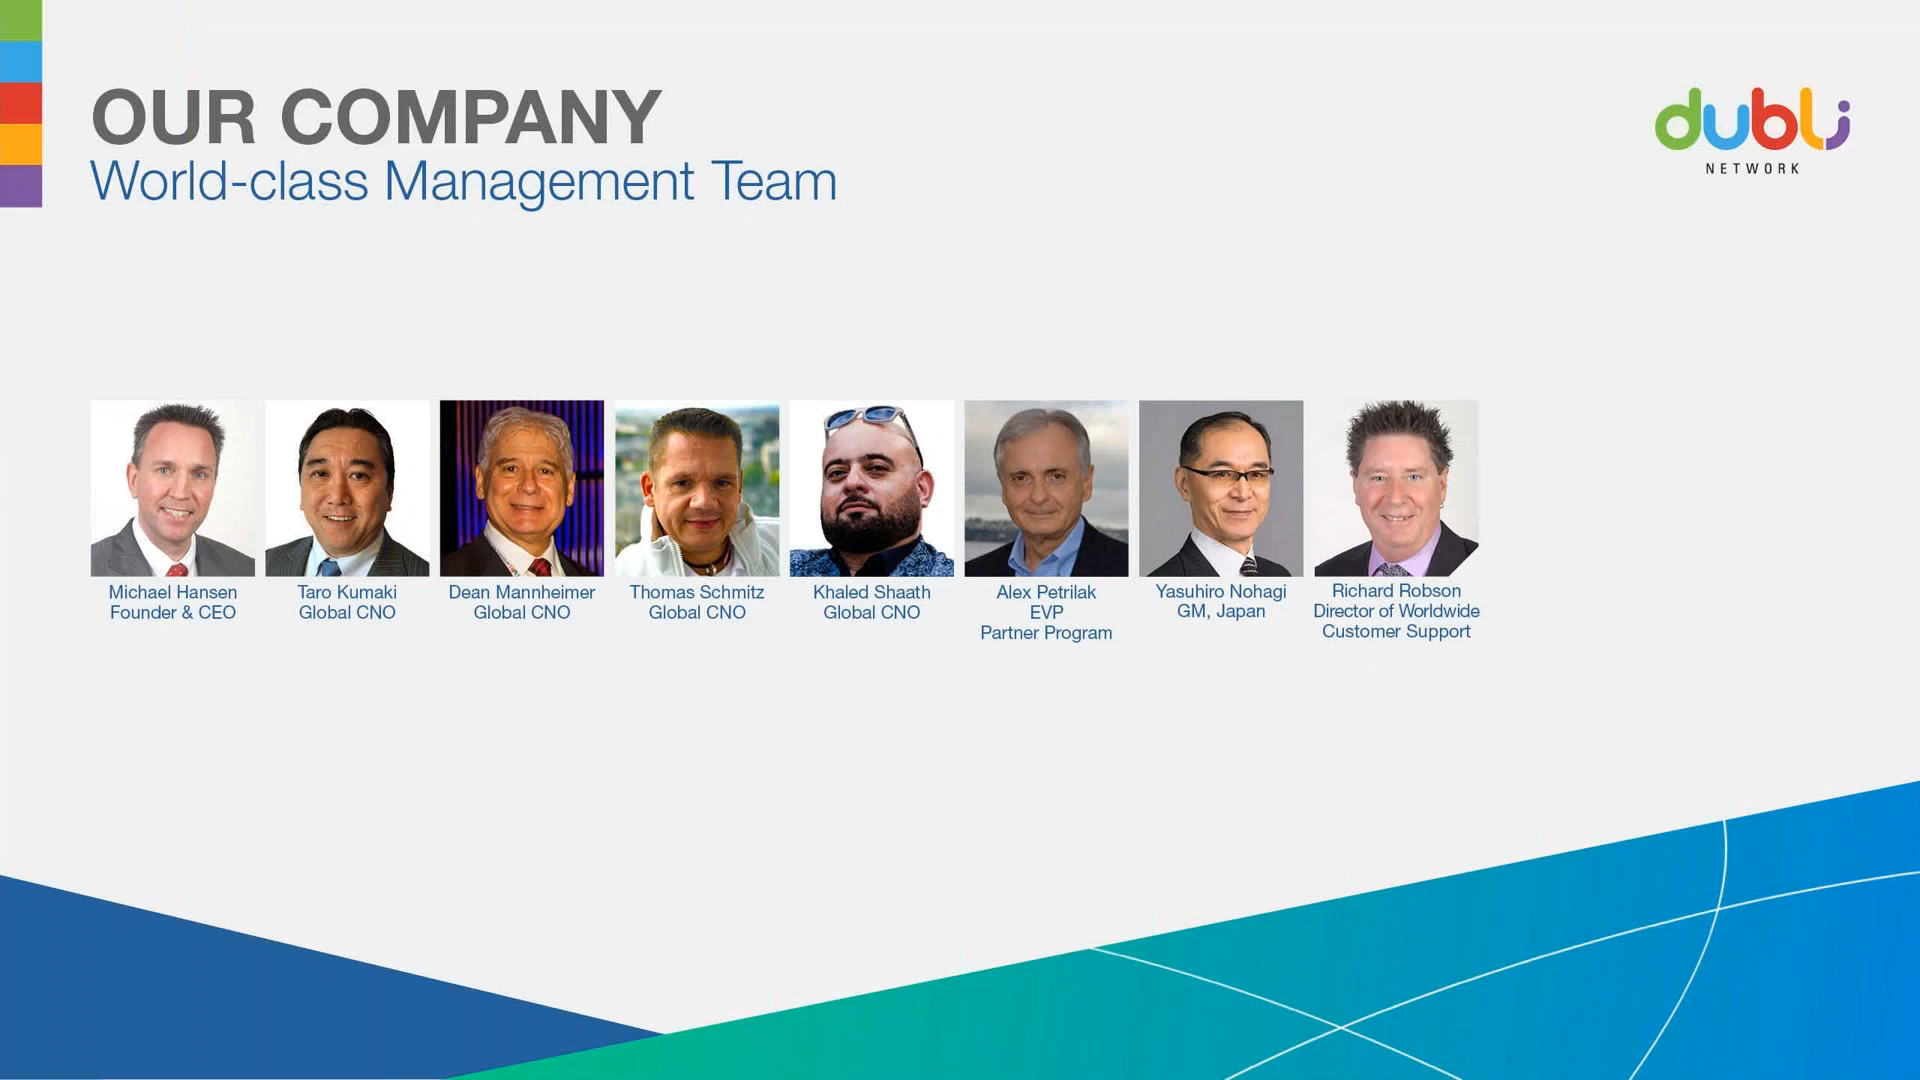 OUR COMPANY
World-class Management Team
dubli
NETWORK
Michael Hansen
Founder & CEO
Taro Kumaki
Global CNO
Dean Mannheimer
Global CNO
Thomas Schmitz
Global CNO
Khaled Shaath
Global CNO
Alex Petrilak
EVP
Partner Program
Yasuhiro Nohagi
GM, Japan
Richard Robson
Director of Worldwide
Customer Support